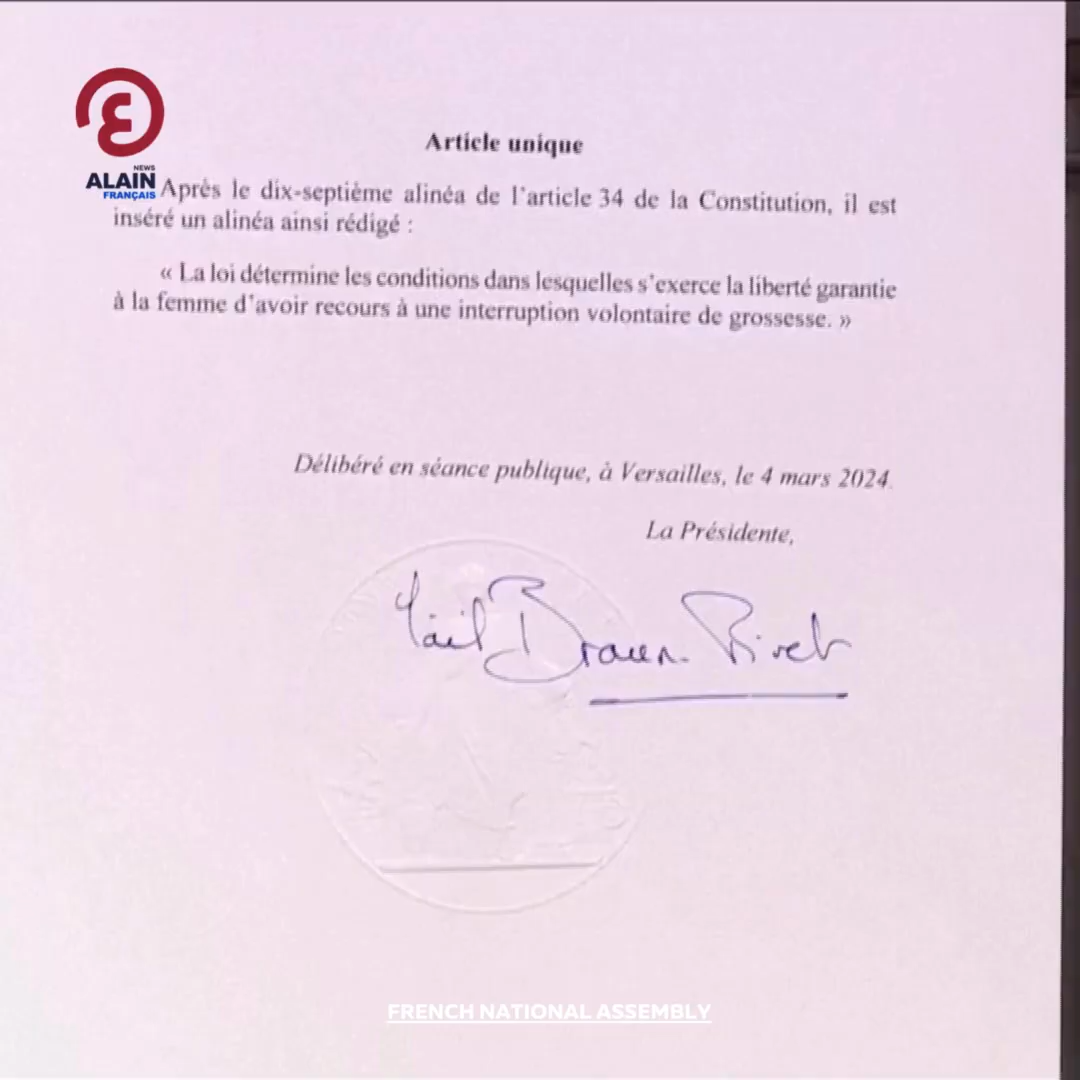 Article unique
NEWS
ALAIN
FRANÇAIS
Après le dix-septième alinéa de l'article 34 de la Constitution, il est
inséré un alinéa ainsi rédigé :
« La loi détermine les conditions dans lesquelles s'exerce la liberté garantie
à la femme d'avoir recours à une interruption volontaire de grossesse. »
Délibéré en séance publique, à Versailles, le 4 mars 2024.
La Présidente,
Yaël Braun-Pivet
FRENCH NATIONAL ASSEMBLY